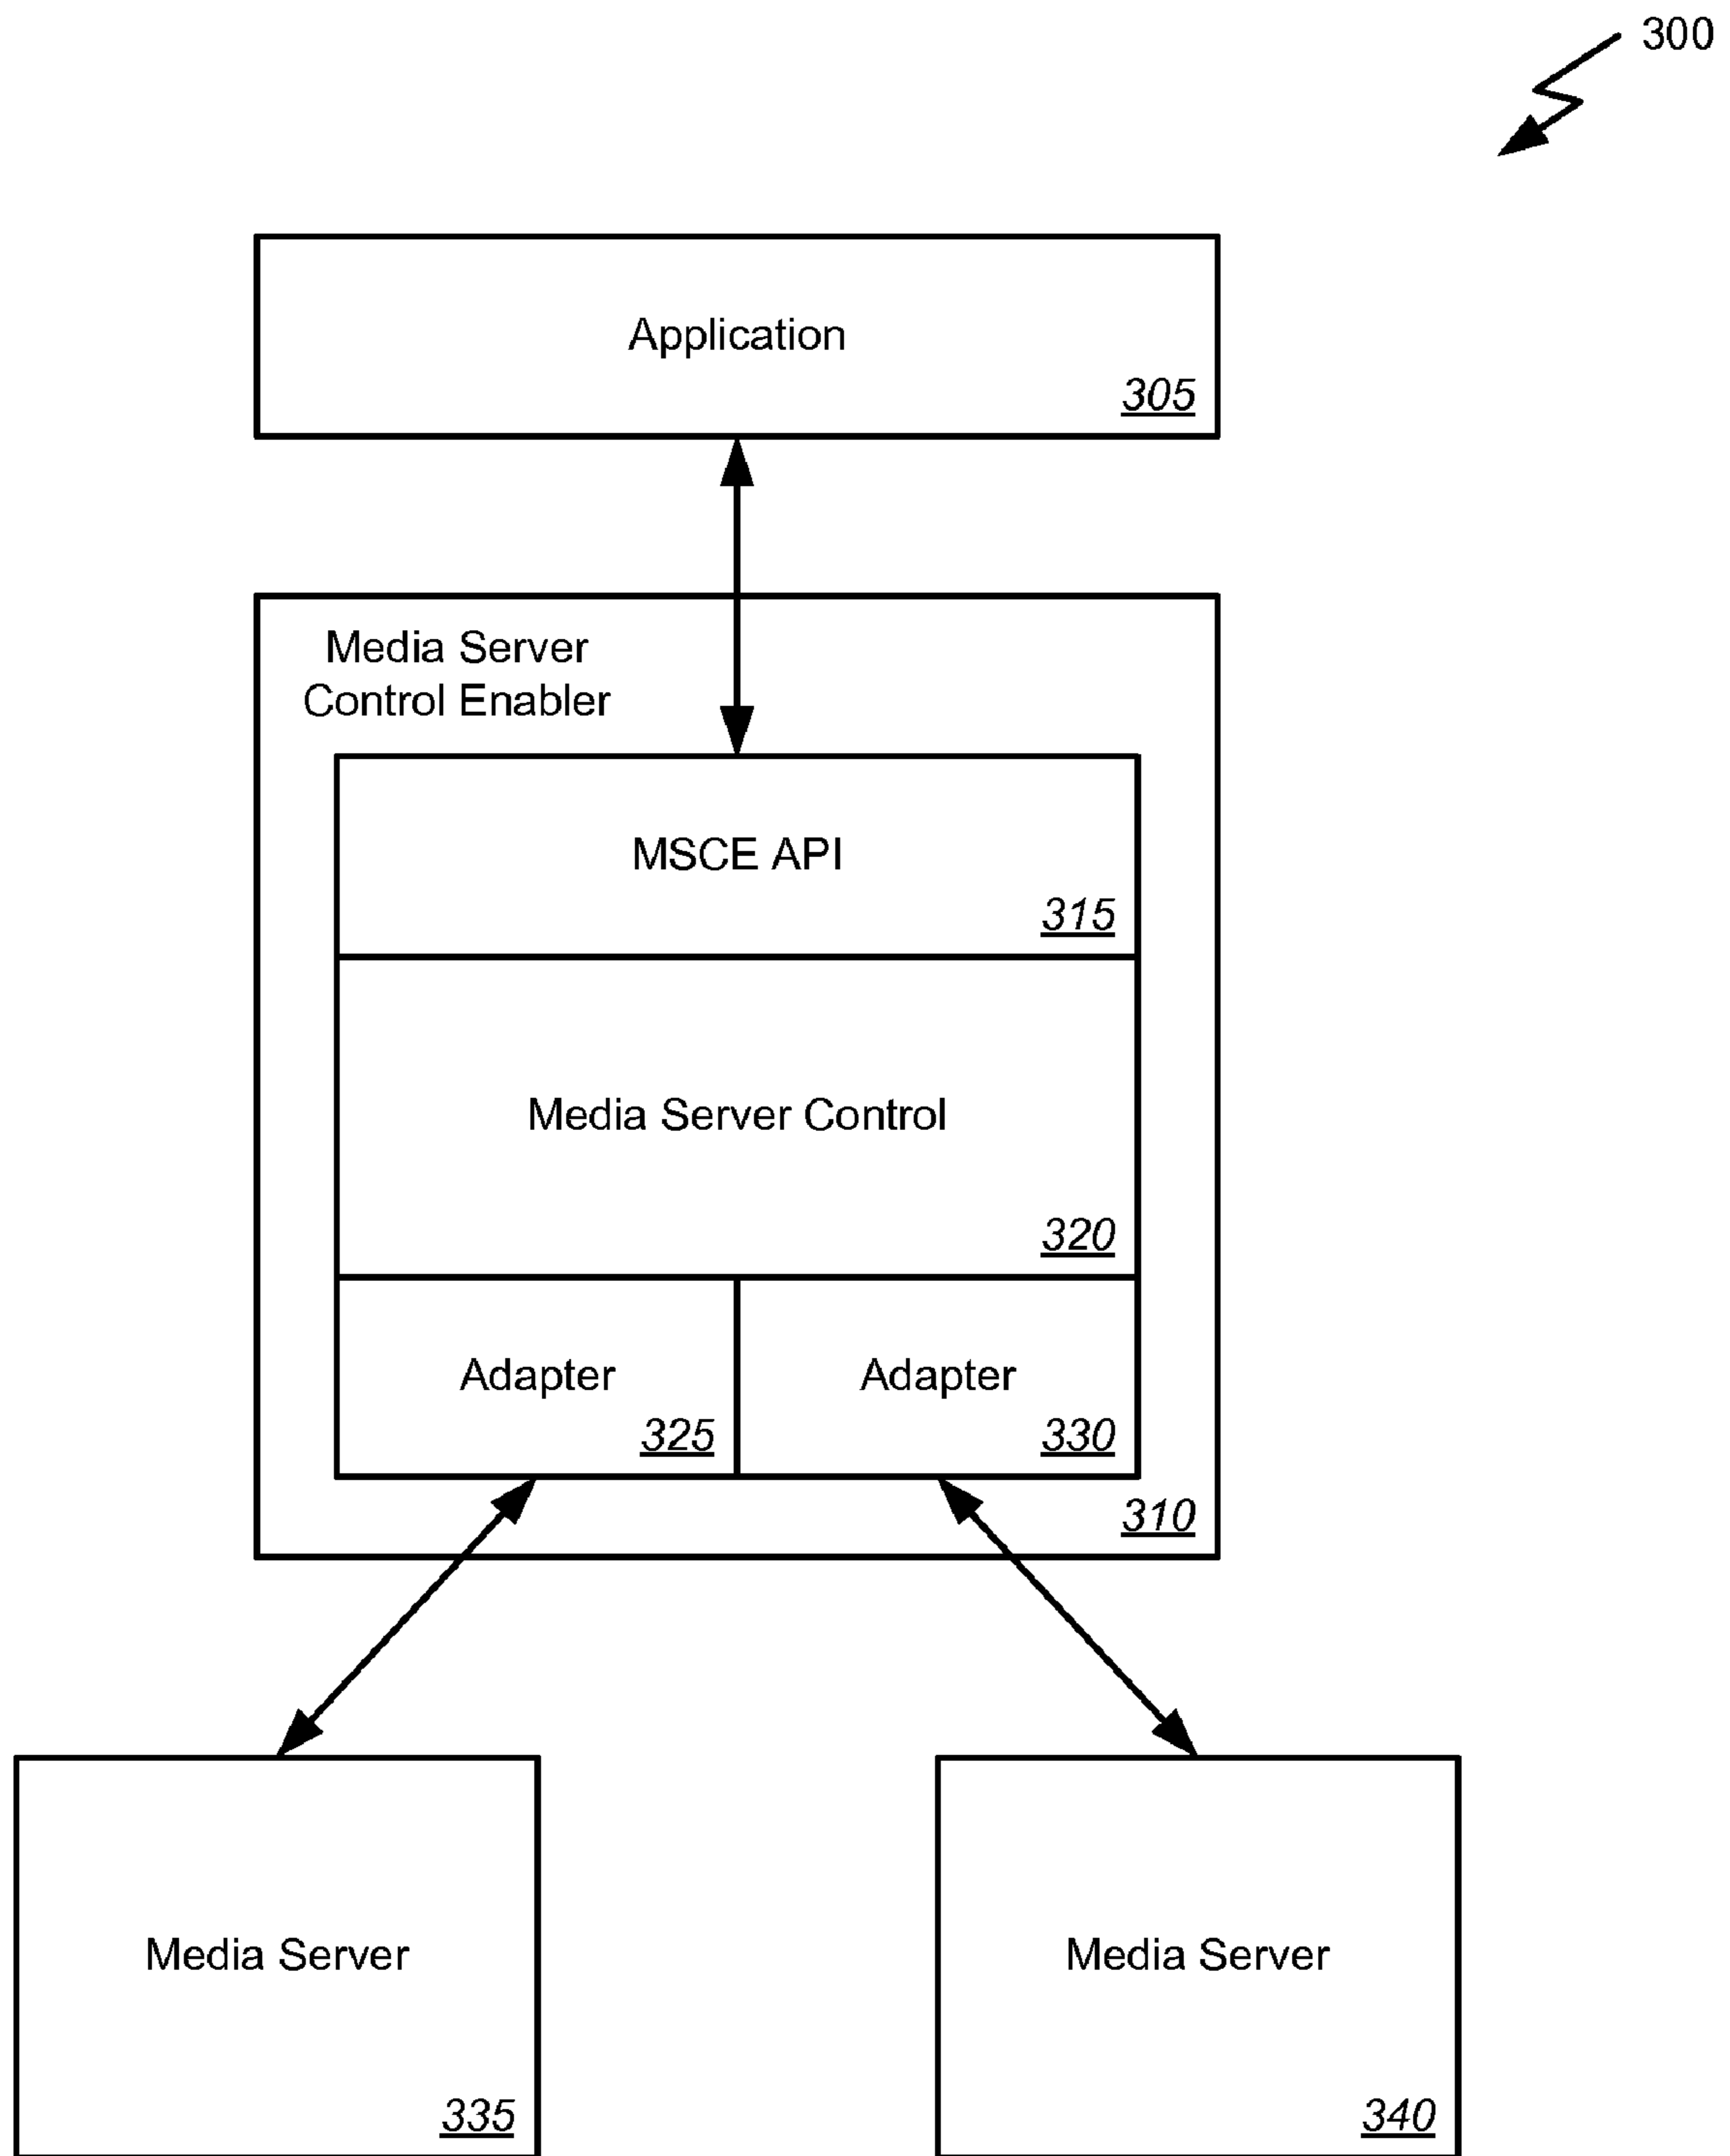 300
Application
305
Media Server
Control Enabler
MSCE API
315
Media Server Control
320
Adapter
325
Adapter
330
310
Media Server
335
Media Server
340